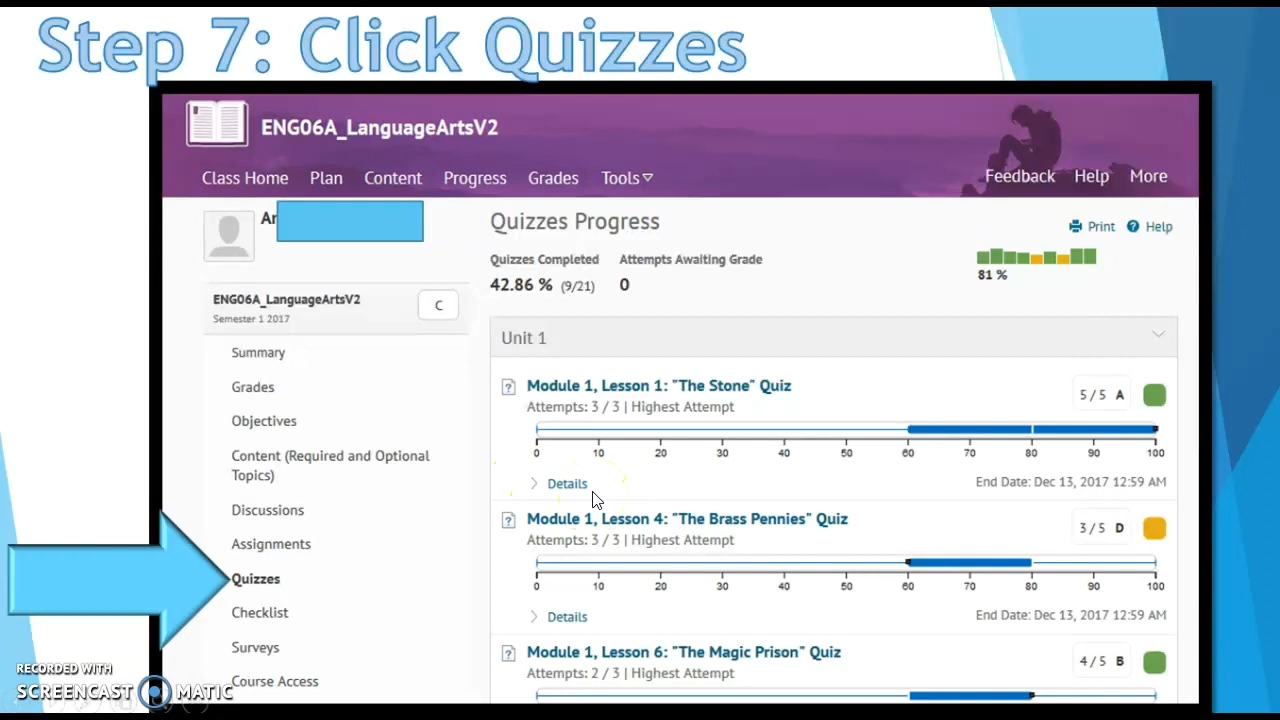 Step 7: Click Quizzes
ENG06A_LanguageArtsV2
Class Home Plan Content Progress Grades Tools Feedback Help More
Ar
Quizzes Progress
Print Help
Quizzes Completed Attempts Awaiting Grade
42.86 % (9/21) 0
81 %
ENG06A_LanguageArtsV2
Semester 1 2017
C
Summary
Grades
Objectives
Content (Required and Optional
Topics)
Discussions
Assignments
Quizzes
Checklist
Surveys
Course Access
Unit 1
Module 1, Lesson 1: "The Stone" Quiz
5 / 5 A
Attempts: 3 / 3 | Highest Attempt
0 10 20 30 40 50 60 70 80 90 100
Details
End Date: Dec 13, 2017 12:59 AM
Module 1, Lesson 4: "The Brass Pennies" Quiz
3 / 5 D
Attempts: 3 / 3 | Highest Attempt
0 10 20 30 40 50 60 70 80 90 100
Details
End Date: Dec 13, 2017 12:59 AM
Module 1, Lesson 6: "The Magic Prison" Quiz
4 / 5 B
Attempts: 2 / 3 | Highest Attempt
RECORDED WITH
SCREENCAST MATIC